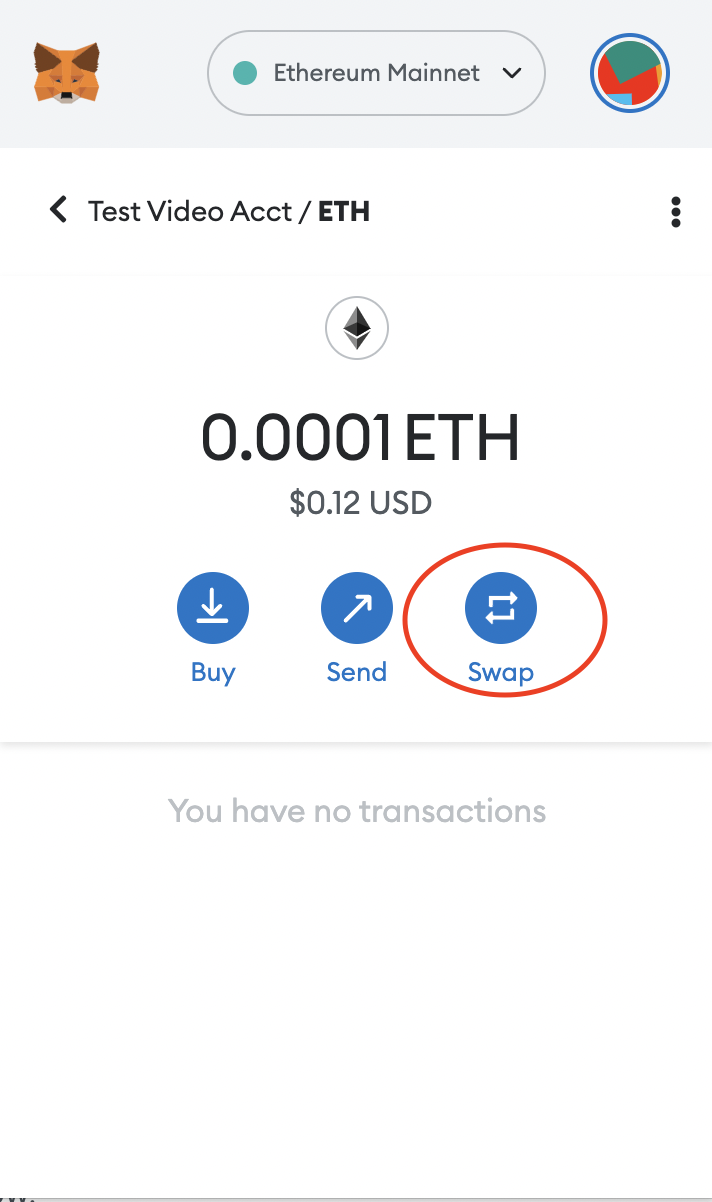 Ethereum Mainnet
Test Video Acct / ETH
0.0001 ETH
$0.12 USD
Buy Send Swap
You have no transactions